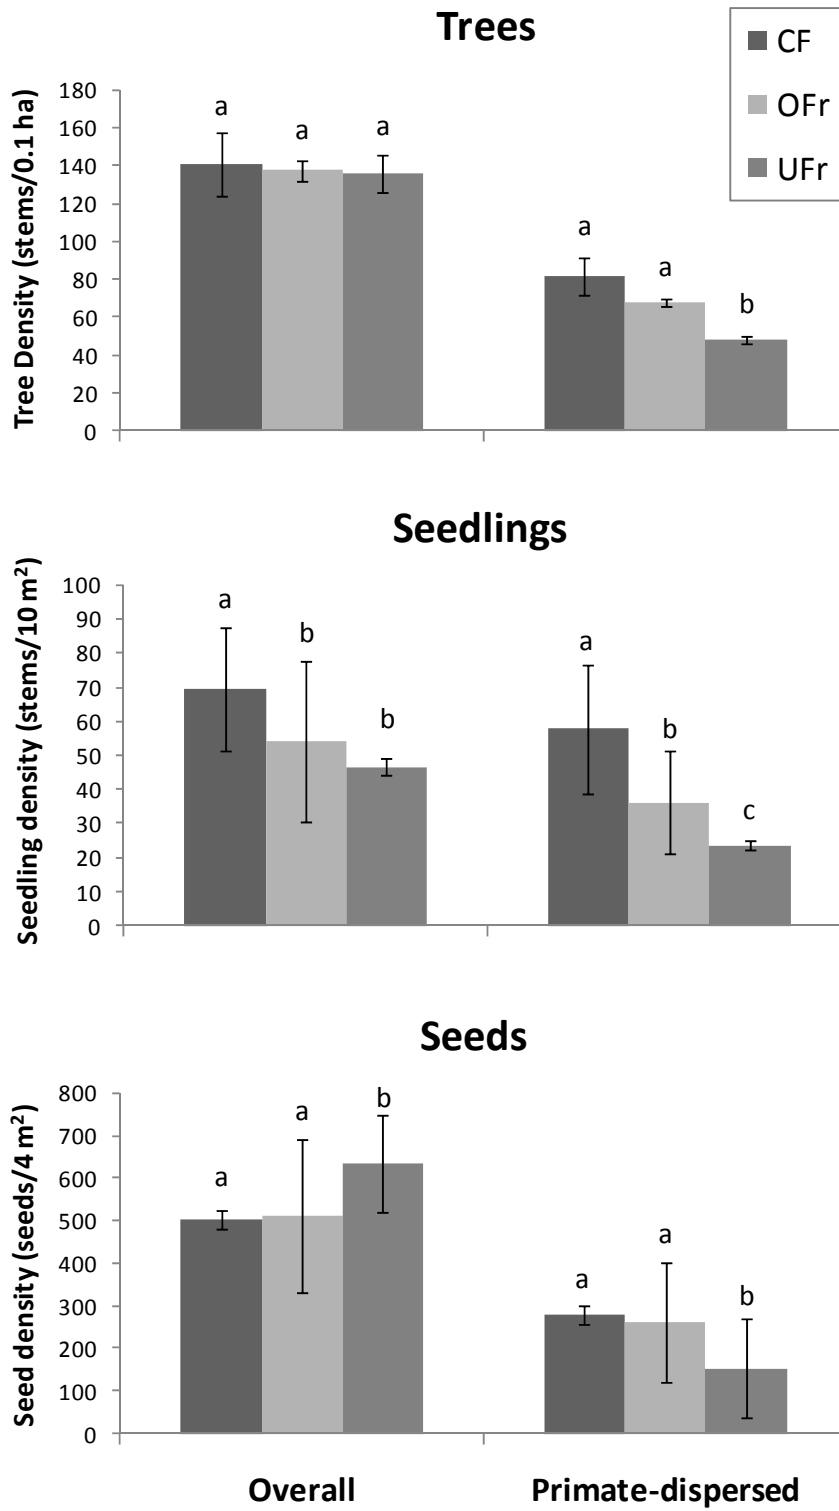 Trees
CF
OFr
UFr
Tree Density (stems/0.1 ha)
180
160
140
120
100
80
60
40
20
0
a a a
a a b
Seedlings
Seedling density (stems/10 m²)
100
90
80
70
60
50
40
30
20
10
0
a b b
a b c
Seeds
Seed density (seeds/4 m²)
800
700
600
500
400
300
200
100
0
a a b
a a b
Overall Primate-dispersed